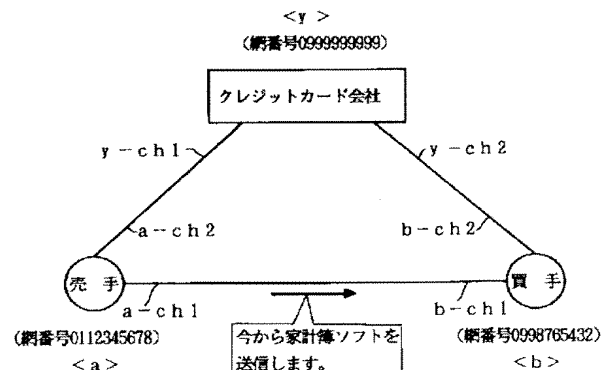 <y>
(網番号0999999999)
クレジットカード会社
y-ch1
y-ch2
a-ch2
b-ch2
売 手
買 手
a-ch1
b-ch1
(網番号0112345678)
今から家計簿ソフトを
送信します。
(網番号0998765432)
<a>
<b>